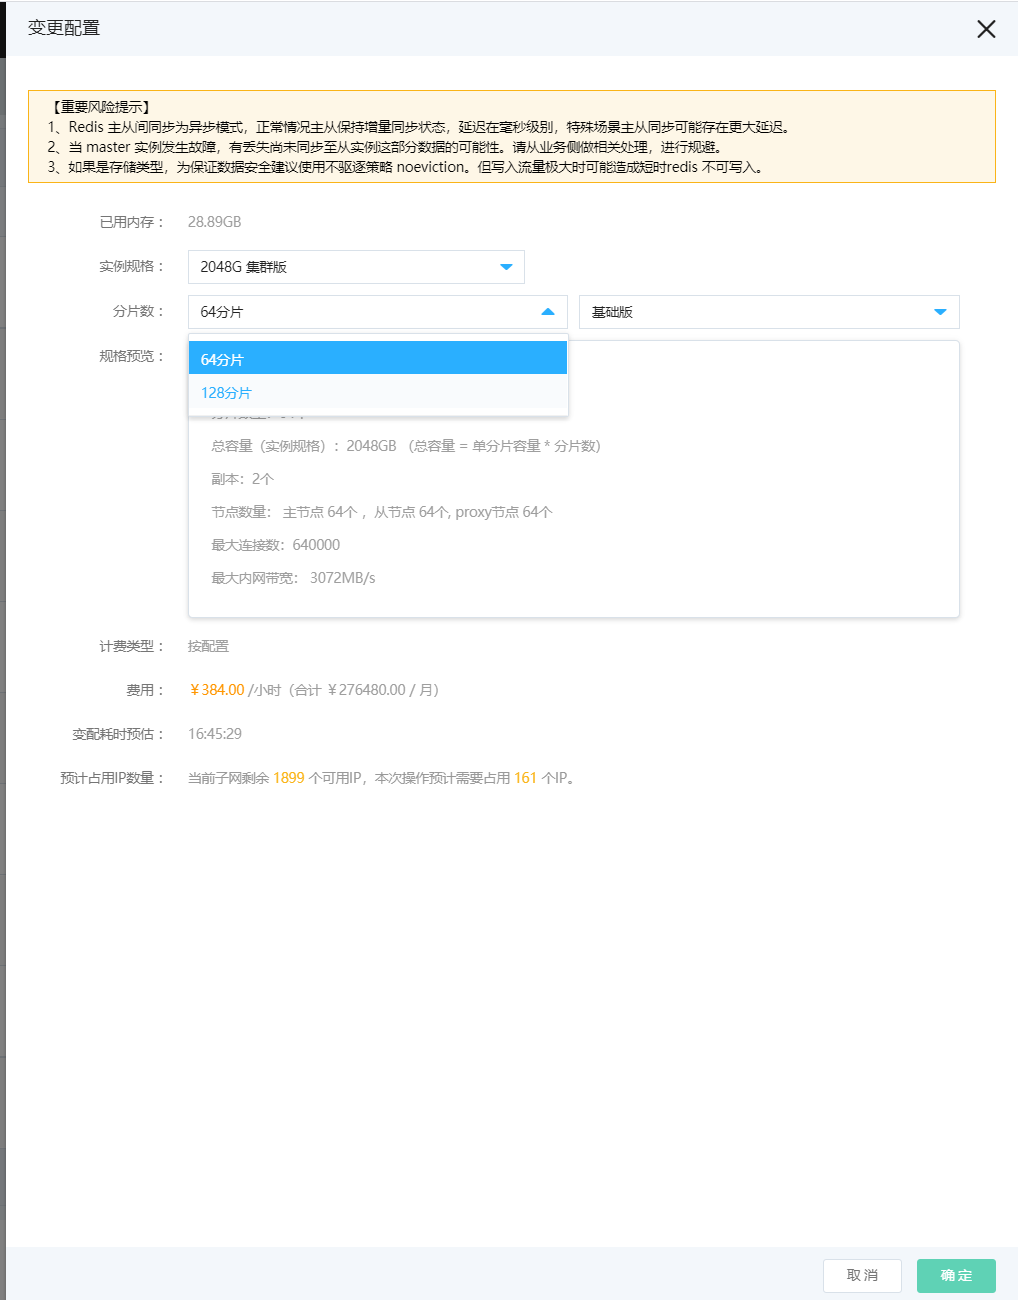 变更配置
【重要风险提示】
1、Redis 主从间同步为异步模式，正常情况主从保持增量同步状态，延迟在毫秒级别，特殊场景主从同步可能存在更大延迟。
2、当 master 实例发生故障，有丢失尚未同步至从实例这部分数据的可能性。请从业务侧做相关处理，进行规避。
3、如果是存储类型，为保证数据安全建议使用不驱逐策略 noeviction。但写入流量极大时可能造成短时redis 不可写入。
已用内存： 28.89GB
实例规格： 2048G 集群版
分片数： 64分片 基础版
规格预览：
64分片
128分片
总容量（实例规格）：2048GB （总容量 = 单分片容量 * 分片数）
副本：2个
节点数量： 主节点 64个 ，从节点 64个, proxy节点 64个
最大连接数：640000
最大内网带宽： 3072MB/s
计费类型： 按配置
费用： ￥384.00 /小时（合计 ￥276480.00 / 月）
变配耗时预估： 16:45:29
预计占用IP数量： 当前子网剩余 1899 个可用IP，本次操作预计需要占用 161 个IP。
取消 确定